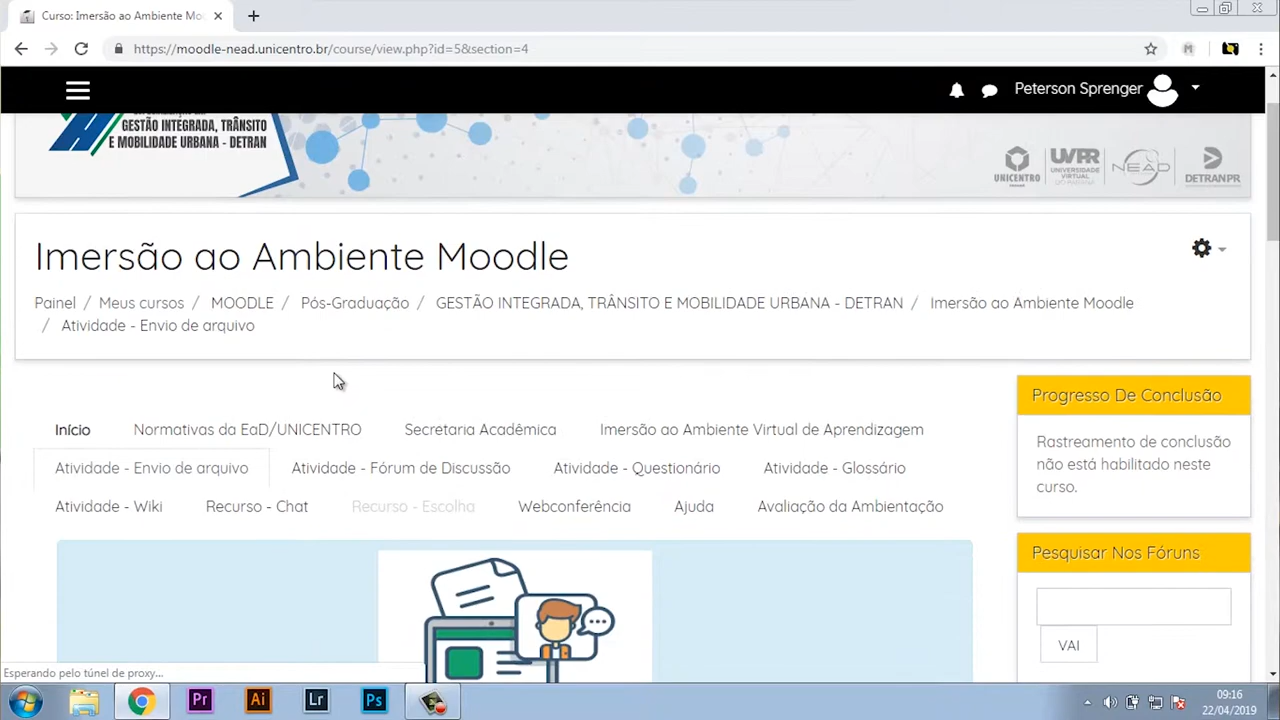 Curso: Imersão ao Ambiente Mo
https://moodle-nead.unicentro.br/course/view.php?id=5&section=4
M
Peterson Sprenger
GESTÃO INTEGRADA, TRÂNSITO
E MOBILIDADE URBANA - DETRAN
UNICENTRO
UVPR
UNIVERSIDADE
VIRTUAL
NEAD
DETRANPR
Imersão ao Ambiente Moodle
Painel / Meus cursos / MOODLE / Pós-Graduação / GESTÃO INTEGRADA, TRÂNSITO E MOBILIDADE URBANA - DETRAN / Imersão ao Ambiente Moodle
/ Atividade - Envio de arquivo
Início Normativas da EaD/UNICENTRO Secretaria Acadêmica Imersão ao Ambiente Virtual de Aprendizagem
Atividade - Envio de arquivo Atividade - Fórum de Discussão Atividade - Questionário Atividade - Glossário
Atividade - Wiki Recurso - Chat Recurso - Escolha Webconferência Ajuda Avaliação da Ambientação
Progresso De Conclusão
Rastreamento de conclusão
não está habilitado neste
curso.
Pesquisar Nos Fóruns
VAI
Esperando pelo túnel de proxy...
Pr Ai Lr Ps
09:16
22/04/2019